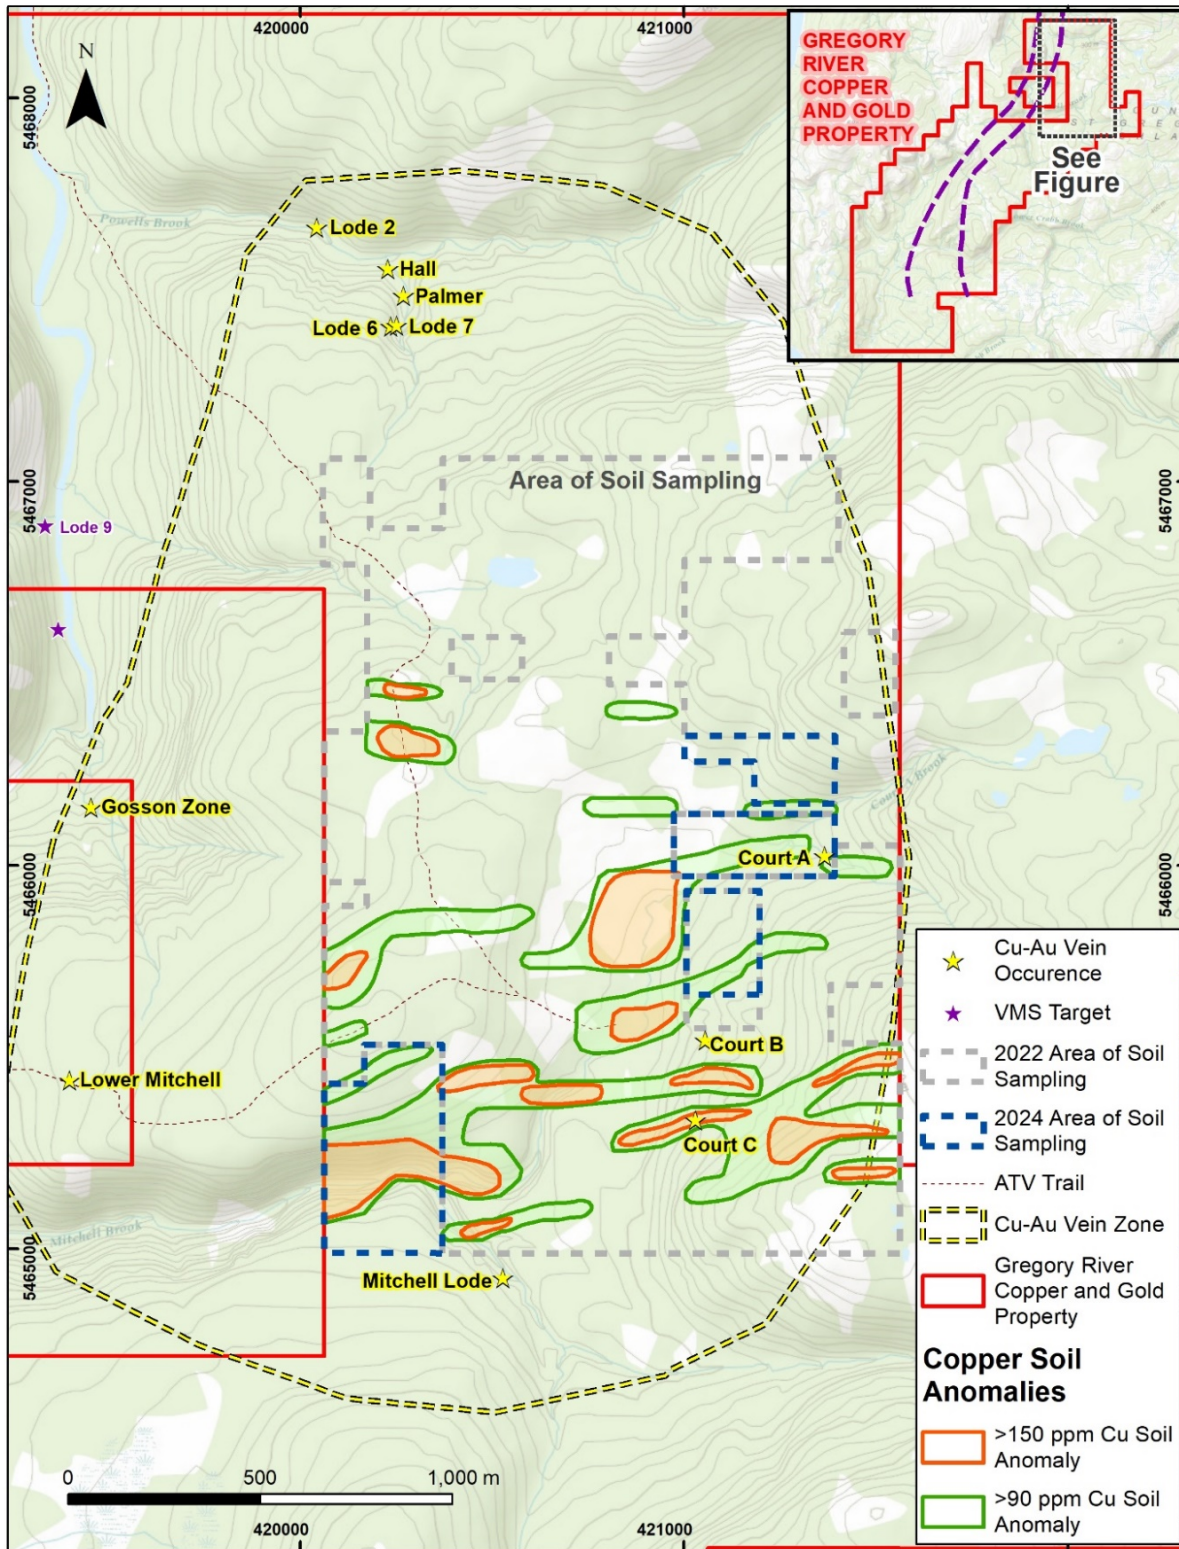 420000
421000
N
5468000
GREGORY
RIVER
COPPER
AND GOLD
PROPERTY
See
Figure
Powells Brook
Lode 2
Hall
Palmer
Lode 6
Lode 7
Area of Soil Sampling
5467000
5467000
Lode 9
Gosson Zone
Court A
5466000
5466000
Court B
Lower Mitchell
Court C
Mitchell Brook
5465000
Mitchell Lode
Cu-Au Vein
Occurence
VMS Target
2022 Area of Soil
Sampling
2024 Area of Soil
Sampling
ATV Trail
Cu-Au Vein Zone
Gregory River
Copper and Gold
Property
Copper Soil
Anomalies
>150 ppm Cu Soil
Anomaly
>90 ppm Cu Soil
Anomaly
0 500 1,000 m
420000
421000